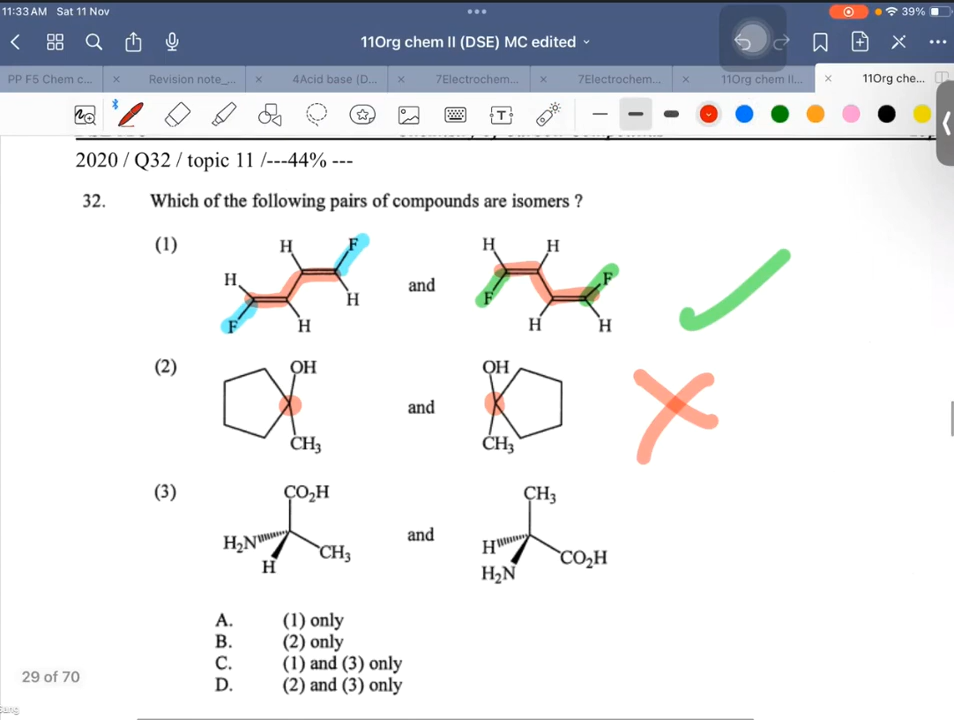 11:33 AM Sat 11 Nov
39%
11Org chem II (DSE) MC edited
PP F5 Chem c...
Revision note_...
4Acid base (D...
7Electrochem...
7Electrochem...
11Org chem II...
11Org che...
2020 / Q32 / topic 11 /---44% ---
32. Which of the following pairs of compounds are isomers ?
(1)
H F
H
H
F H
and
H H
F
F
H H
(2)
OH
CH3
and
OH
CH3
(3)
CO2H
H2N
CH3
H
and
CH3
H
CO2H
H2N
A. (1) only
B. (2) only
C. (1) and (3) only
D. (2) and (3) only
29 of 70